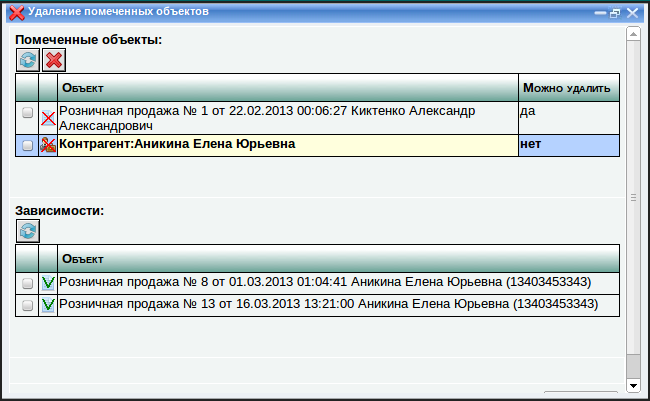 Удаление помеченных объектов
Помеченные объекты:
Объект Можно удалить
Розничная продажа № 1 от 22.02.2013 00:06:27 Киктенко Александр да
Александрович
Контрагент:Аникина Елена Юрьевна нет
Зависимости:
Объект
Розничная продажа № 8 от 01.03.2013 01:04:41 Аникина Елена Юрьевна (13403453343)
Розничная продажа № 13 от 16.03.2013 13:21:00 Аникина Елена Юрьевна (13403453343)